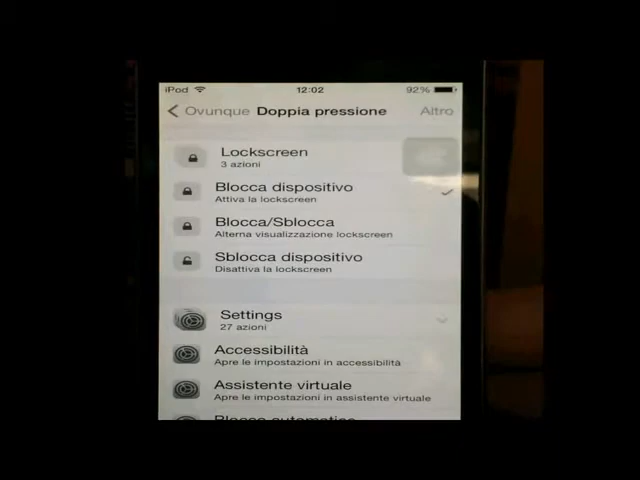 iPod 12:02 92%
Ovunque Doppia pressione Altro
Lockscreen
3 azioni
Blocca dispositivo
Attiva la lockscreen
Blocca/Sblocca
Alterna visualizzazione lockscreen
Sblocca dispositivo
Disattiva la lockscreen
Settings
27 azioni
Accessibilità
Apre le impostazioni in accessibilità
Assistente virtuale
Apre le impostazioni in assistente virtuale
Blocco automatico